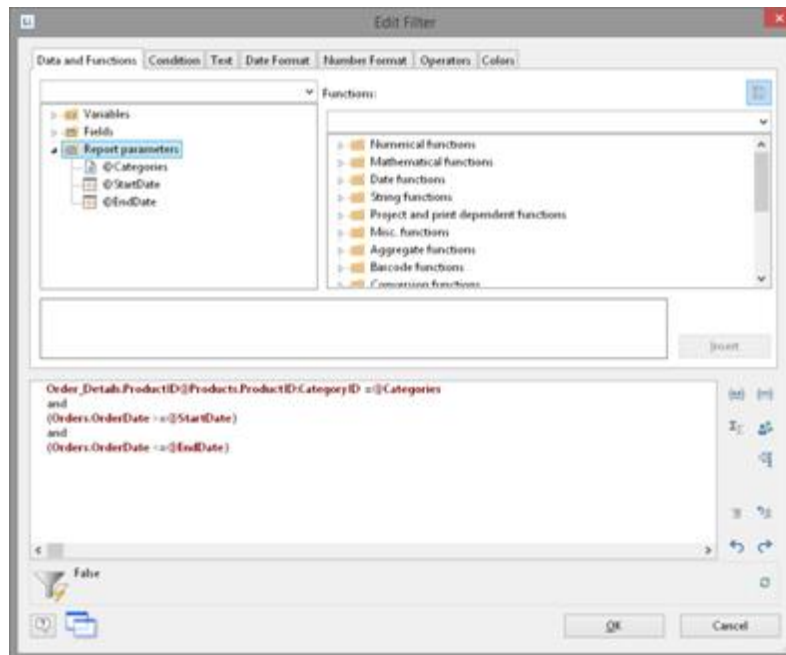 Edit Filter
Data and Functions Condition Text Date Format Number Format Operators Colors
Functions:
Variables
Fields
Report parameters
@Categories
@StartDate
@EndDate
Numerical functions
Mathematical functions
Date functions
String functions
Project and print dependent functions
Misc. functions
Aggregate functions
Barcode functions
Conversion functions
Insert
Order_Details.ProductID@Products.ProductID:CategoryID =@Categories
and
(Orders.OrderDate >=@StartDate)
and
(Orders.OrderDate <=@EndDate)
False
OK Cancel